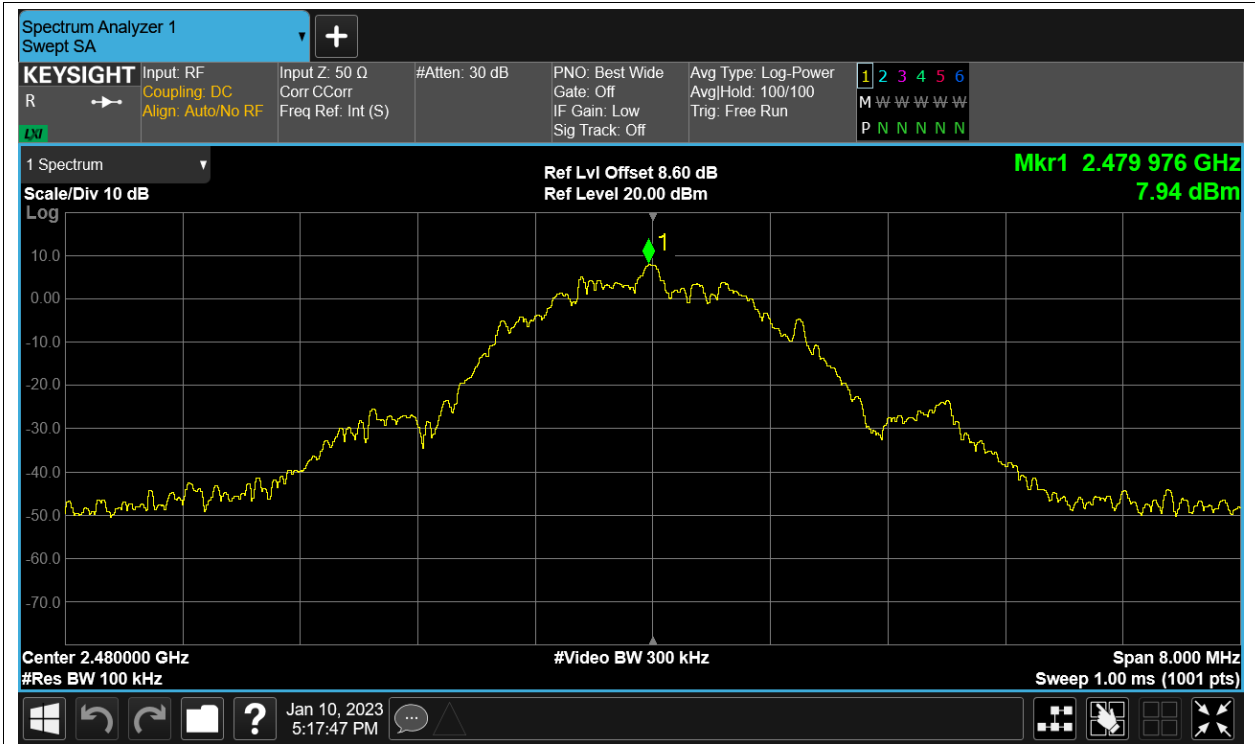 Spectrum Analyzer 1
Swept SA
KEYSIGHT
R
LXI
Input: RF
Coupling: DC
Align: Auto/No RF
Input Z: 50 Ω
Corr CCorr
Freq Ref: Int (S)
#Atten: 30 dB
PNO: Best Wide
Gate: Off
IF Gain: Low
Sig Track: Off
Avg Type: Log-Power
Avg|Hold: 100/100
Trig: Free Run
1 2 3 4 5 6
M W W W W W W
P N N N N N N
1 Spectrum
Scale/Div 10 dB
Log
Ref Lvl Offset 8.60 dB
Ref Level 20.00 dBm
Mkr1 2.479 976 GHz
7.94 dBm
1
10.0
0.00
-10.0
-20.0
-30.0
-40.0
-50.0
-60.0
-70.0
Center 2.480000 GHz
#Video BW 300 kHz
Span 8.000 MHz
#Res BW 100 kHz
Sweep 1.00 ms (1001 pts)
?
Jan 10, 2023
5:17:47 PM